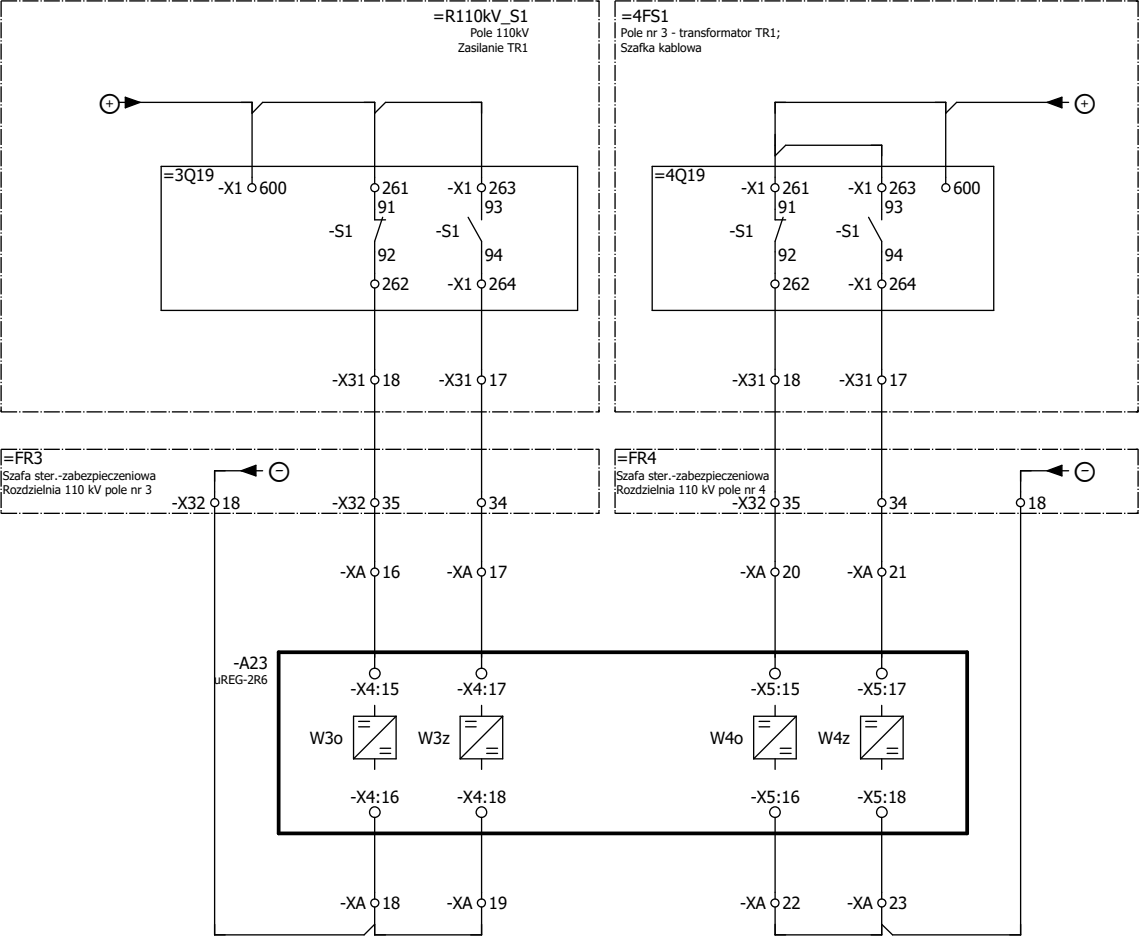 =R110kV_S1
Pole 110kV
Zasilanie TR1
=4FS1
Pole nr 3 - transformator TR1;
Szafka kablowa
+
+
=3Q19
-X1 600
261
-X1 263
91
93
-S1
-S1
92
94
262
-X1 264
=4Q19
-X1 261
-X1 263
600
91
93
-S1
-S1
92
94
262
-X1 264
-X31 18
-X31 17
-X31 18
-X31 17
=FR3
Szafa ster.-zabezpieczeniowa
Rozdzielnia 110 kV pole nr 3
−
-X32 18
-X32 35
34
=FR4
Szafa ster.-zabezpieczeniowa
Rozdzielnia 110 kV pole nr 4
−
-X32 35
34
18
-XA 16
-XA 17
-XA 20
-XA 21
-A23
uREG-2R6
-X4:15
-X4:17
-X5:15
-X5:17
W3o
W3z
W4o
W4z
-X4:16
-X4:18
-X5:16
-X5:18
-XA 18
-XA 19
-XA 22
-XA 23